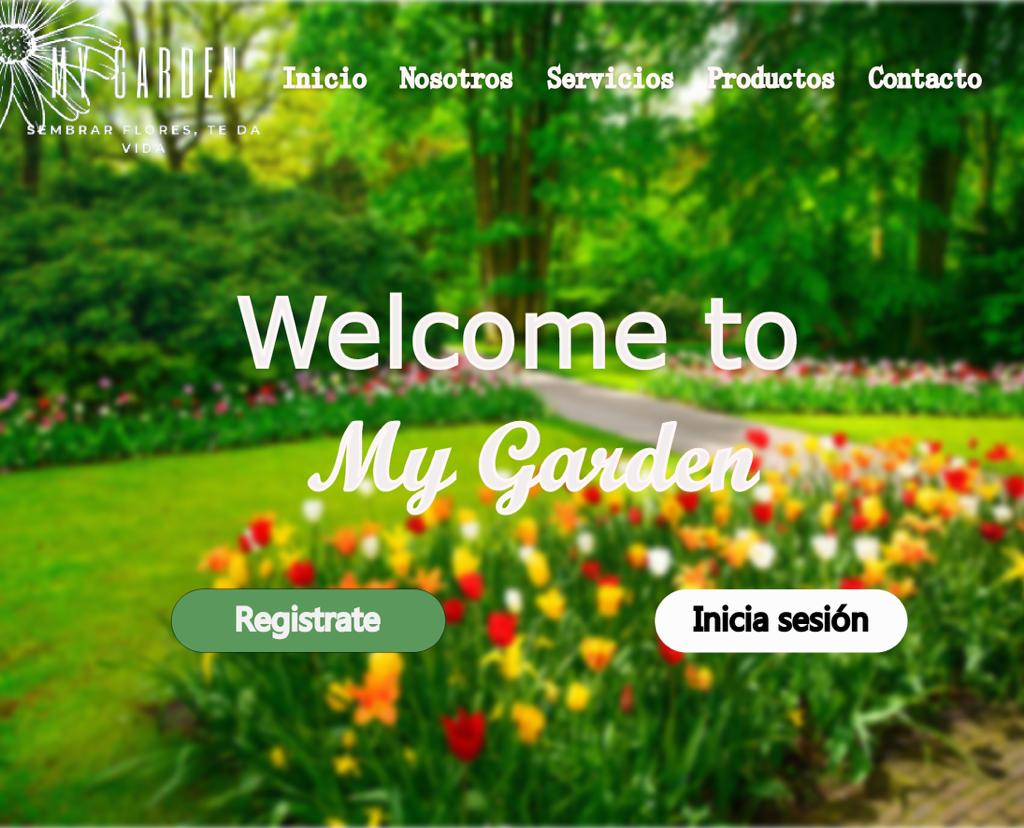 MY GARDEN
SEMBRAR FLORES, TE DA
VIDA
Inicio Nosotros Servicios Productos Contacto
Welcome to
My Garden
Registrate Inicia sesión